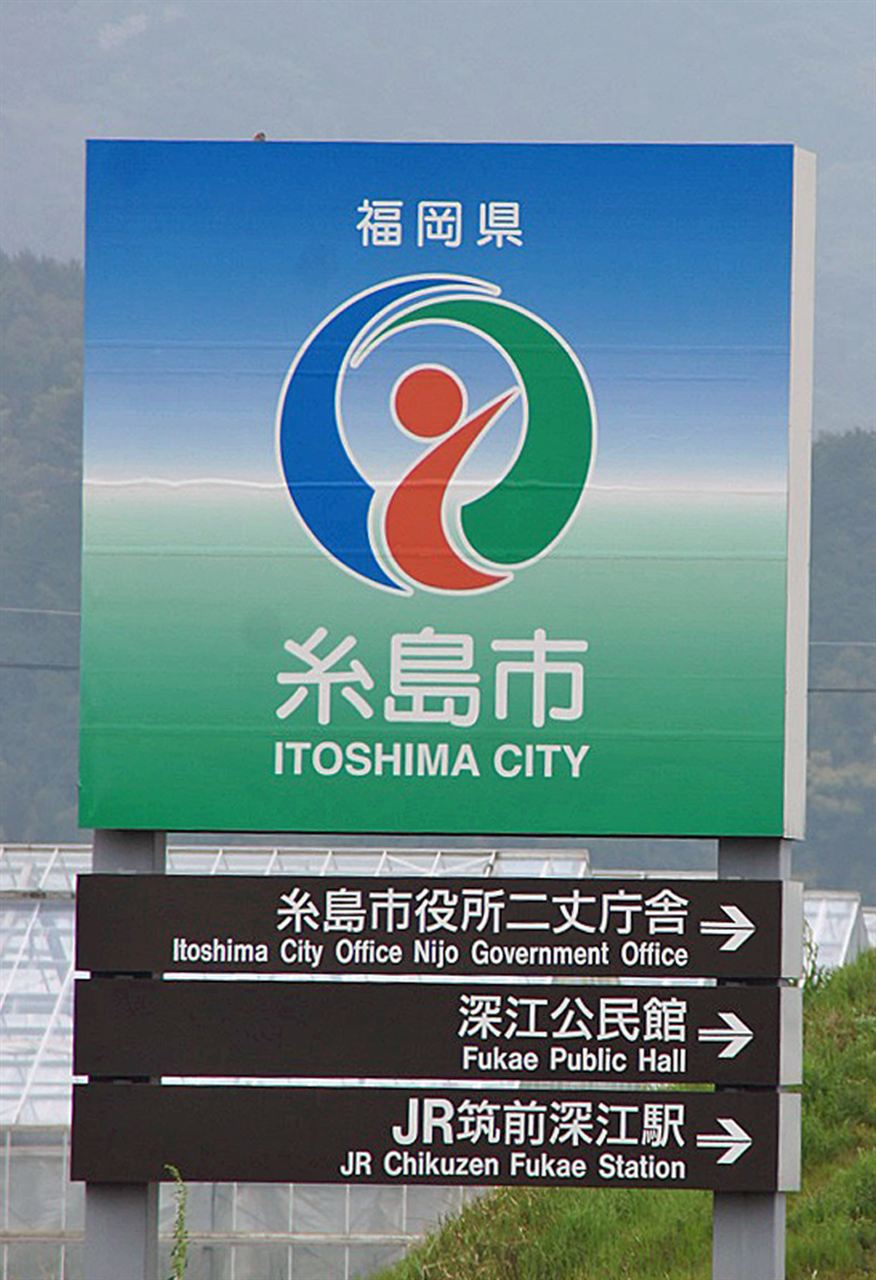 福岡県
糸島市
ITOSHIMA CITY
糸島市役所二丈庁舎
Itoshima City Office Nijo Government Office
深江公民館
Fukae Public Hall
JR筑前深江駅
JR Chikuzen Fukae Station